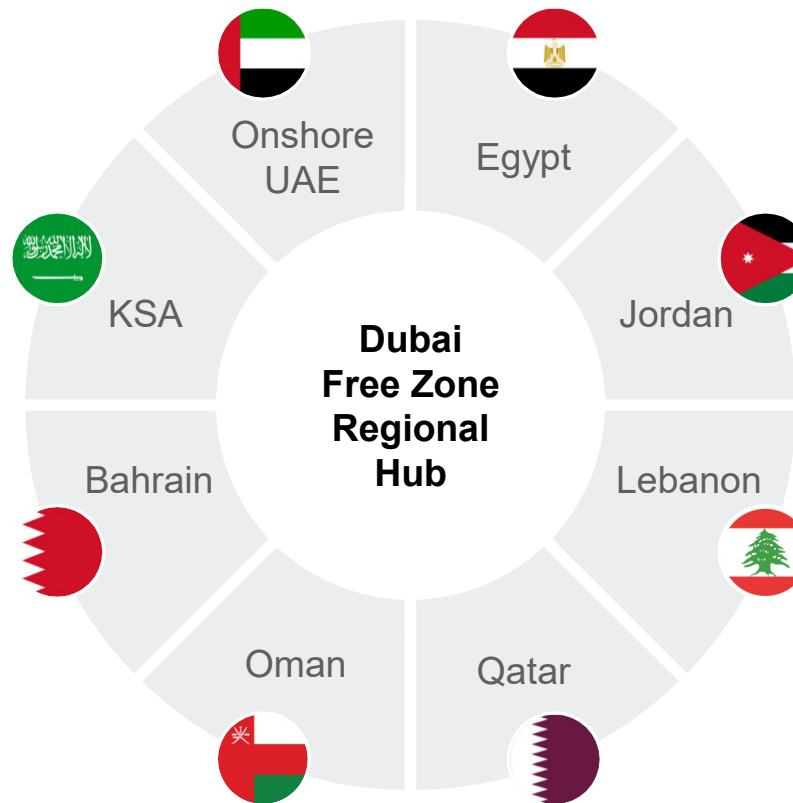 Onshore
UAE
Egypt
KSA
Jordan
Dubai
Free Zone
Regional
Hub
Bahrain
Lebanon
Oman
Qatar